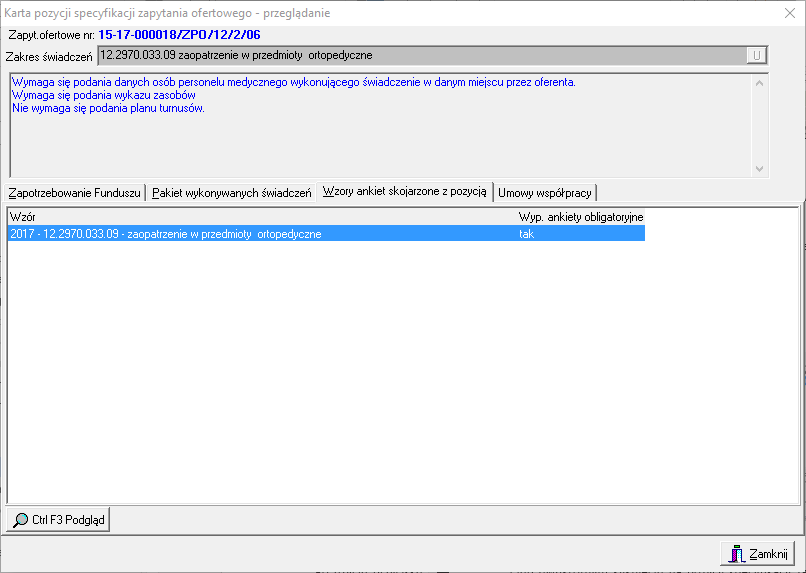 Karta pozycji specyfikacji zapytania ofertowego - przeglądanie
Zapyt.ofertowe nr: 15-17-000018/ZPO/12/2/06
Zakres świadczeń 12.2970.033.09 zaopatrzenie w przedmioty ortopedyczne U
Wymaga się podania danych osób personelu medycznego wykonującego świadczenie w danym miejscu przez oferenta.
Wymaga się podania wykazu zasobów
Nie wymaga się podania planu turnusów.
Zapotrzebowanie Funduszu Pakiet wykonywanych świadczeń Wzory ankiet skojarzone z pozycją Umowy współpracy
Wzór Wyp. ankiety obligatoryjne
2017 - 12.2970.033.09 - zaopatrzenie w przedmioty ortopedyczne tak
Ctrl F3 Podgląd
Zamknij